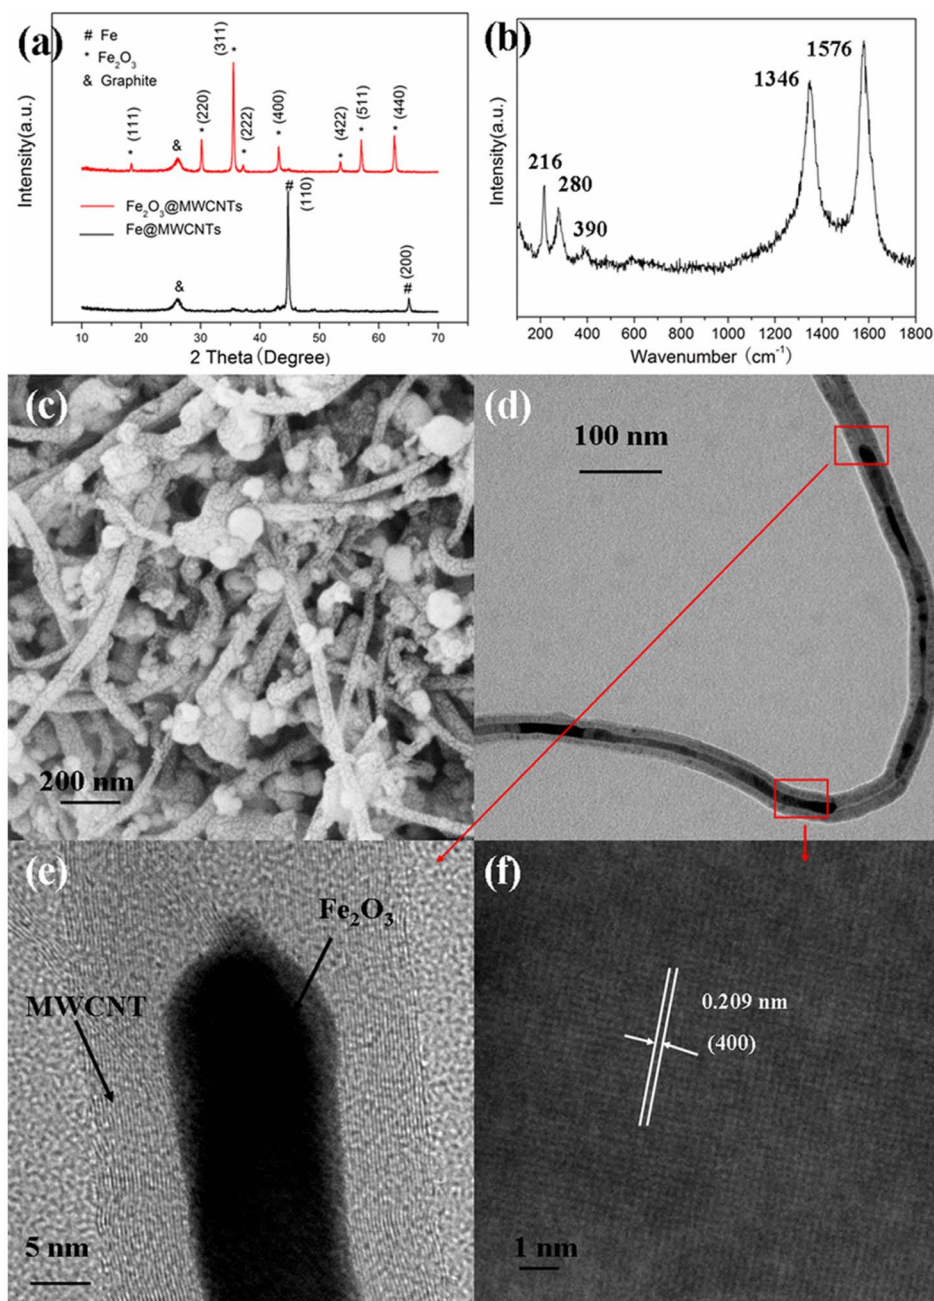 (a)
# Fe
* Fe₂O₃
& Graphite
(111)
*
&
(220)
*
(311)
*
(222)
*
(400)
*
(422)
*
(511)
*
(440)
*
Fe₂O₃@MWCNTs
Fe@MWCNTs
&
#
(110)
(200)
#
Intensity(a.u.)
10 20 30 40 50 60 70
2 Theta (Degree)
(b)
216
280
390
1346
1576
Intensity(a.u.)
200 400 600 800 1000 1200 1400 1600 1800
Wavenumber (cm⁻¹)
(c)
200 nm
(d)
100 nm
(e)
Fe₂O₃
MWCNT
5 nm
(f)
0.209 nm
(400)
1 nm